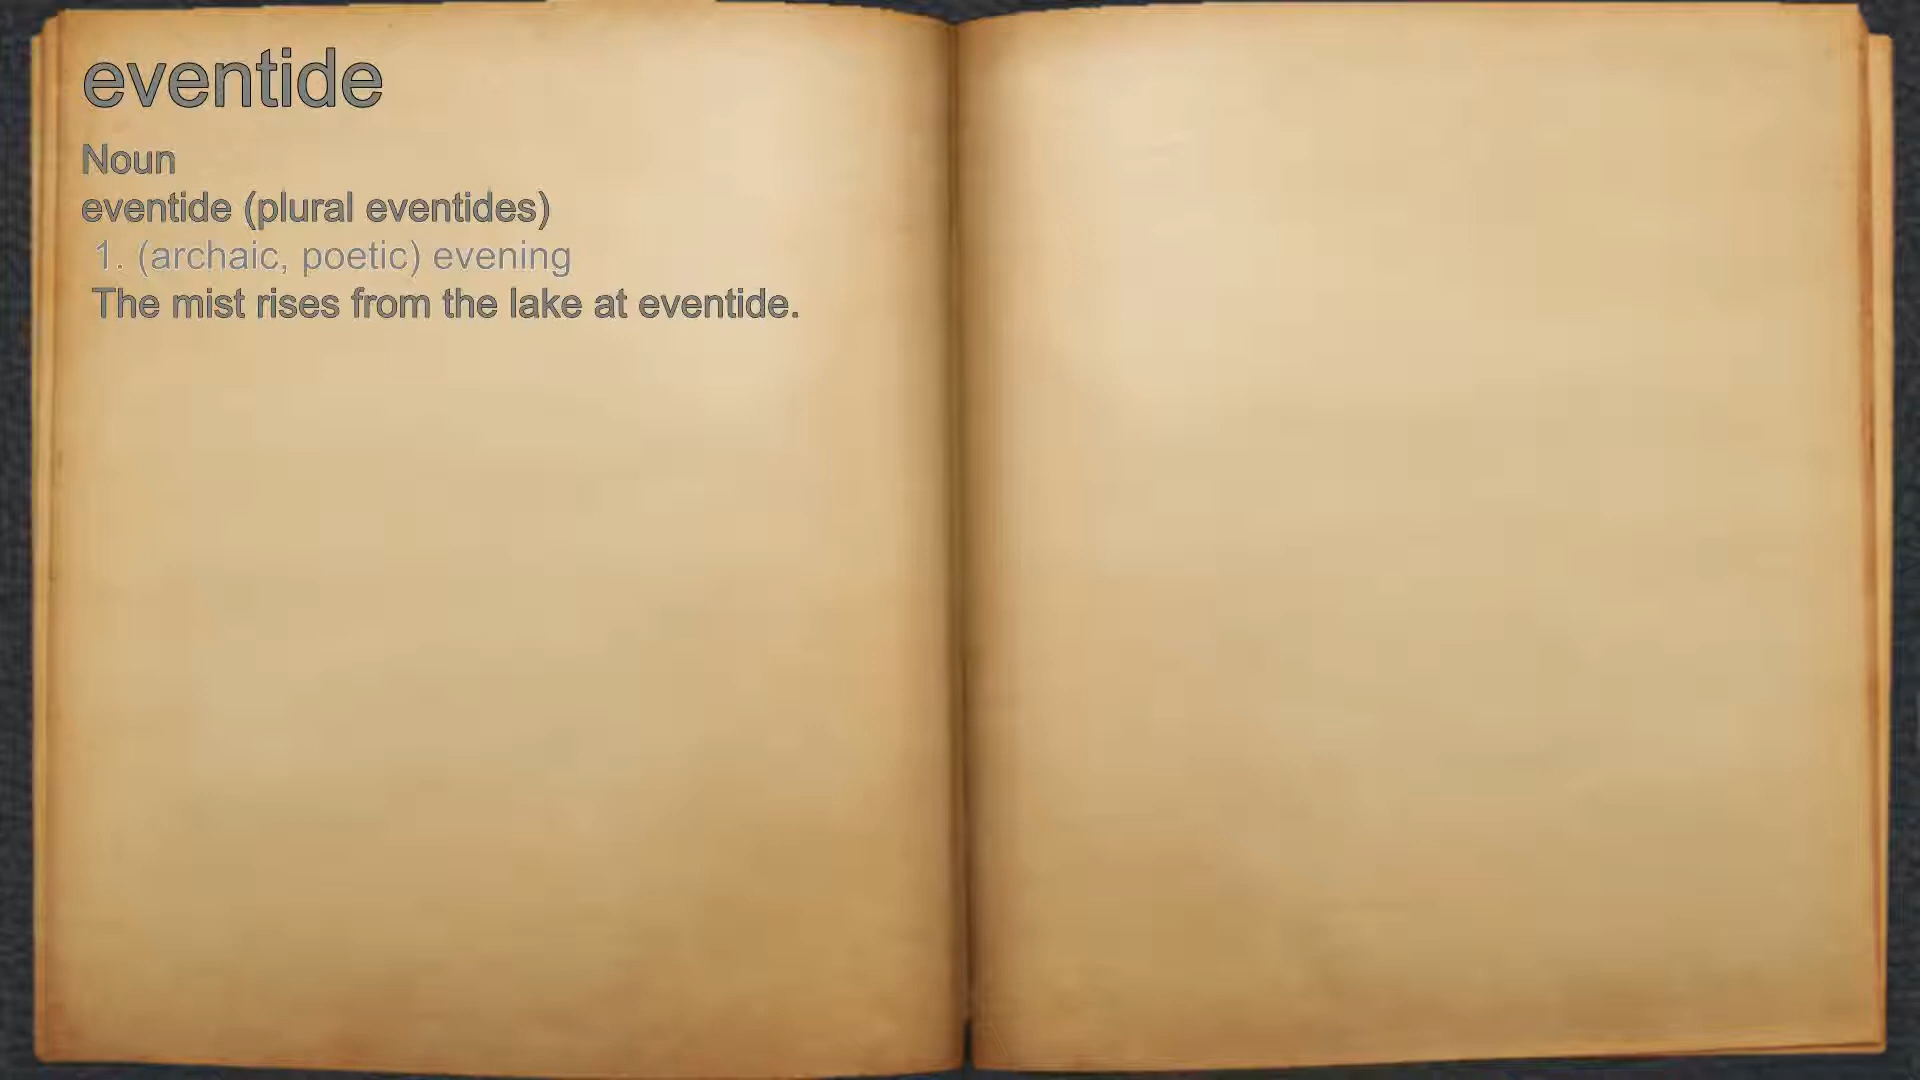 eventide
Noun
eventide (plural eventides)
1. (archaic, poetic) evening
The mist rises from the lake at eventide.